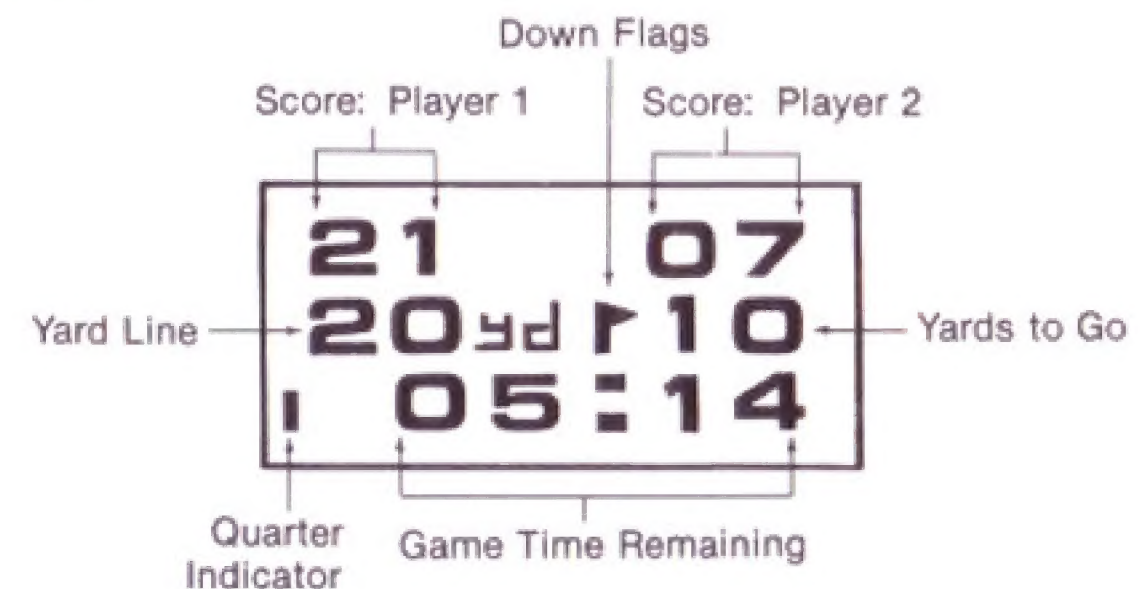 Down Flags
Score: Player 1
Score: Player 2
21 07
Yard Line
20yd 10
Yards to Go
05:14
Quarter
Indicator
Game Time Remaining